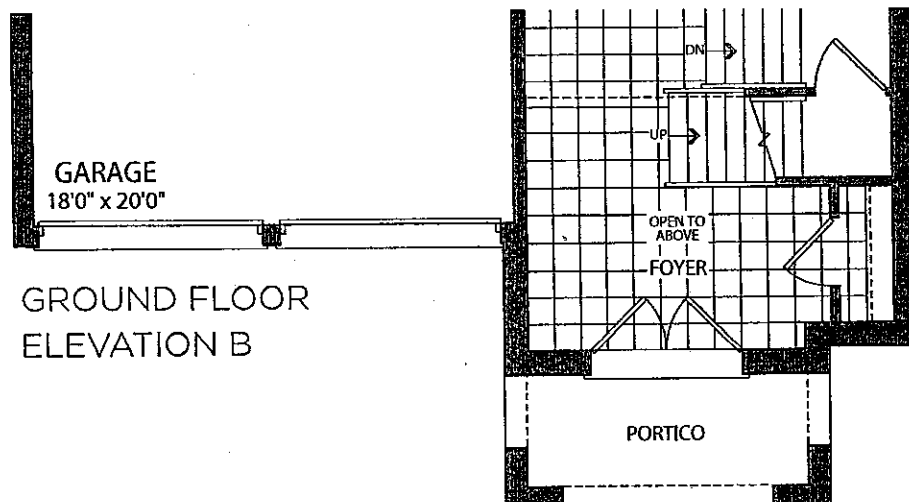 DN
UP
GARAGE
18'0" x 20'0"
OPEN TO
ABOVE
FOYER
GROUND FLOOR
ELEVATION B
PORTICO